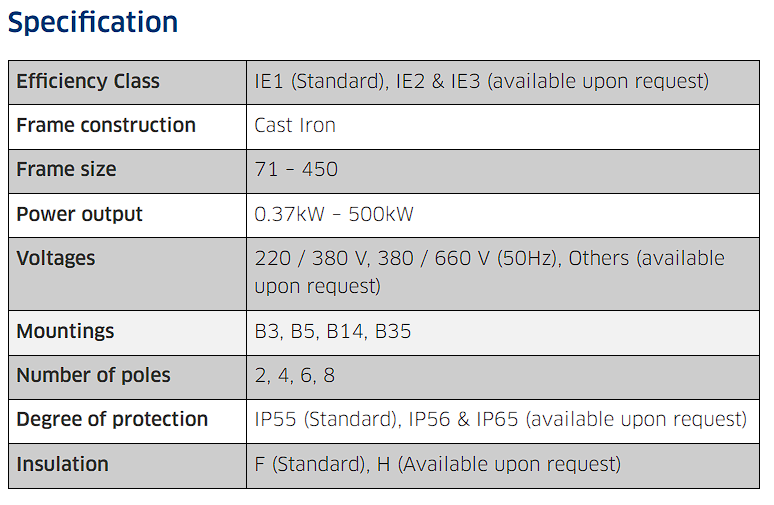 Specification
Efficiency Class IE1 (Standard), IE2 & IE3 (available upon request)
Frame construction Cast Iron
Frame size 71 – 450
Power output 0.37kW – 500kW
Voltages 220 / 380 V, 380 / 660 V (50Hz), Others (available
upon request)
Mountings B3, B5, B14, B35
Number of poles 2, 4, 6, 8
Degree of protection IP55 (Standard), IP56 & IP65 (available upon request)
Insulation F (Standard), H (Available upon request)